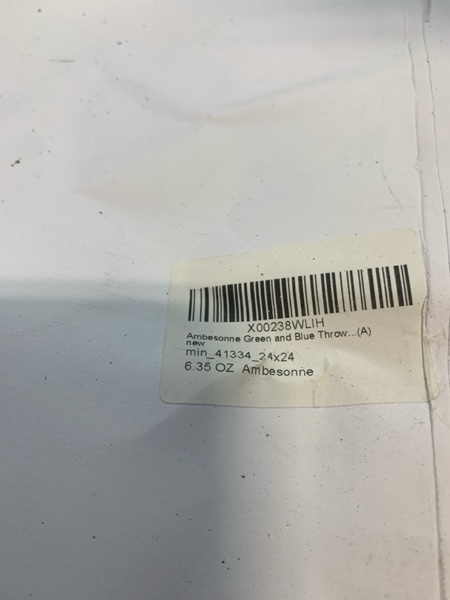 X00238WLIH
Ambesonne Green and Blue Throw...(A)
new
min_41334_24x24
6.35 OZ Ambesonne